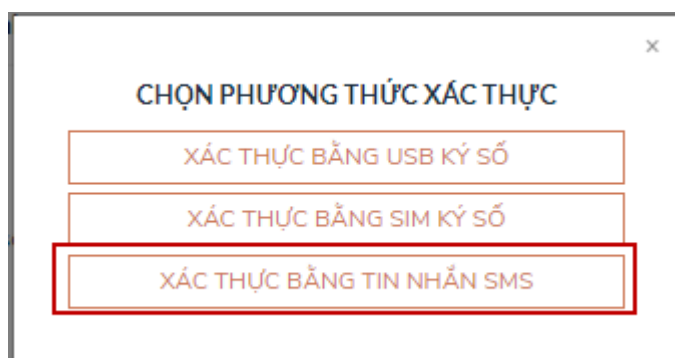 ×
CHỌN PHƯƠNG THỨC XÁC THỰC
XÁC THỰC BẰNG USB KÝ SỐ
XÁC THỰC BẰNG SIM KÝ SỐ
XÁC THỰC BẰNG TIN NHẮN SMS